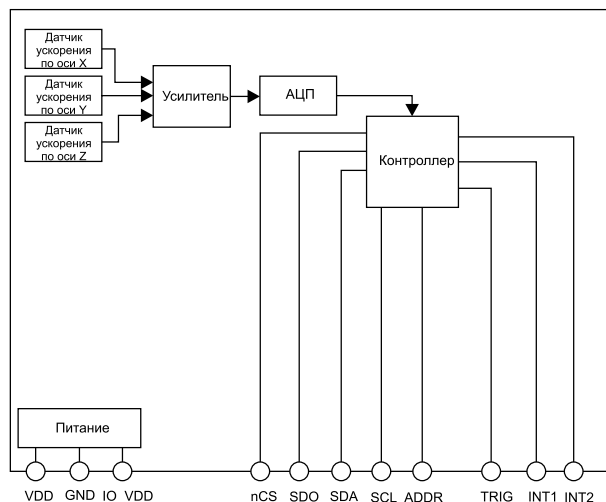 Датчик
ускорения
по оси X
Датчик
ускорения
по оси Y
Датчик
ускорения
по оси Z
Усилитель
АЦП
Контроллер
Питание
VDD GND IO VDD nCS SDO SDA SCL ADDR TRIG INT1 INT2